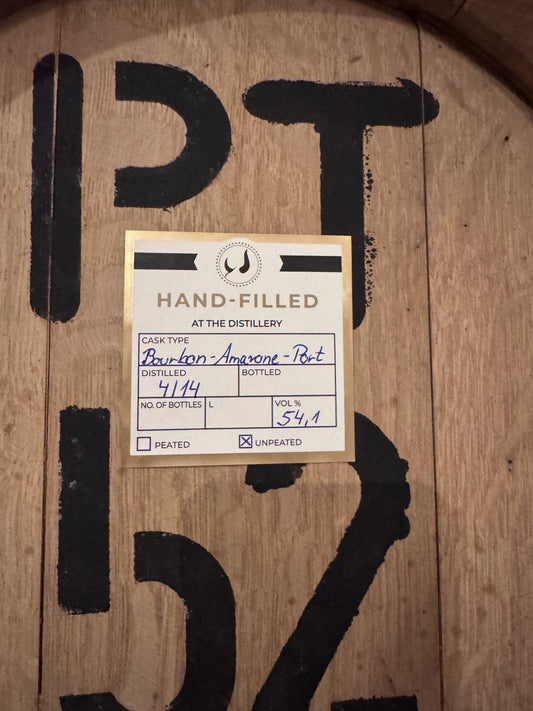 PT
HAND-FILLED
AT THE DISTILLERY
CASK TYPE
Bourbon-Amarone-Port
DISTILLED BOTTLED
4/14
NO. OF BOTTLES L VOL %
54,1
PEATED UNPEATED
52